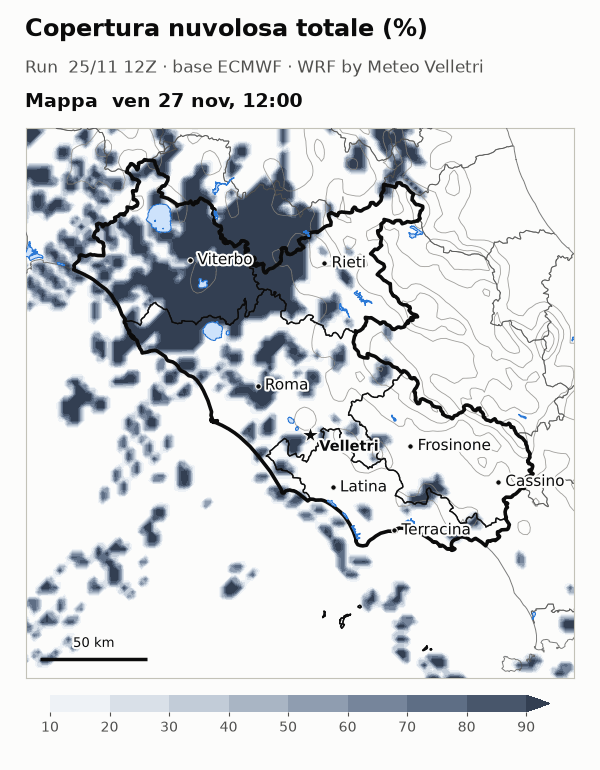 Copertura nuvolosa totale (%)
Run  25/11 12Z · base ECMWF · WRF by Meteo Velletri
Mappa  ven 27 nov, 12:00
Viterbo
Rieti
Roma
Velletri
Frosinone
Cassino
Latina
Terracina
50 km
10 20 30 40 50 60 70 80 90